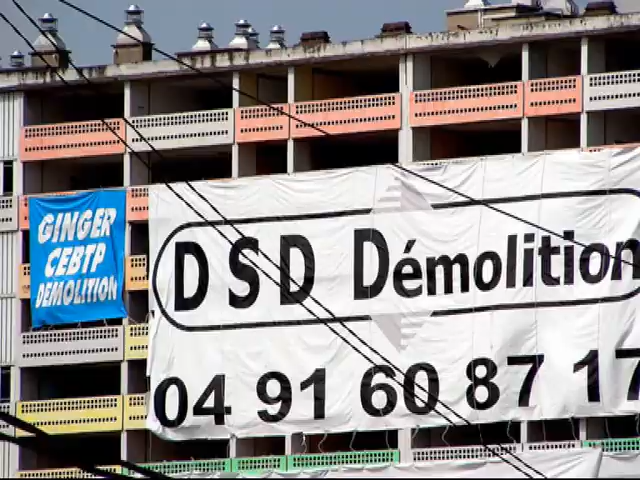 GINGER
CEBTP
DEMOLITION
DSD Démolition
04 91 60 87 17